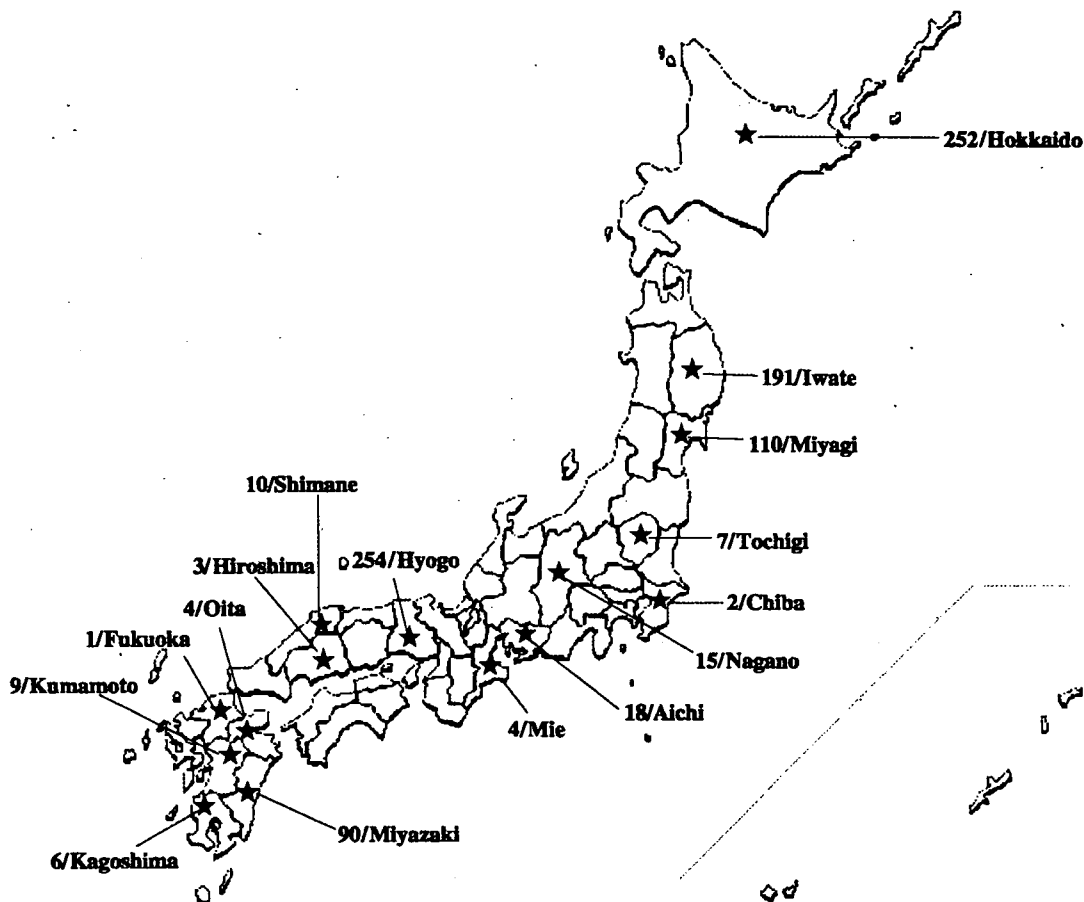 252/Hokkaido
191/Iwate
110/Miyagi
10/Shimane
7/Tochigi
3/Hiroshima
254/Hyogo
4/Oita
2/Chiba
1/Fukuoka
15/Nagano
9/Kumamoto
18/Aichi
4/Mie
90/Miyazaki
6/Kagoshima